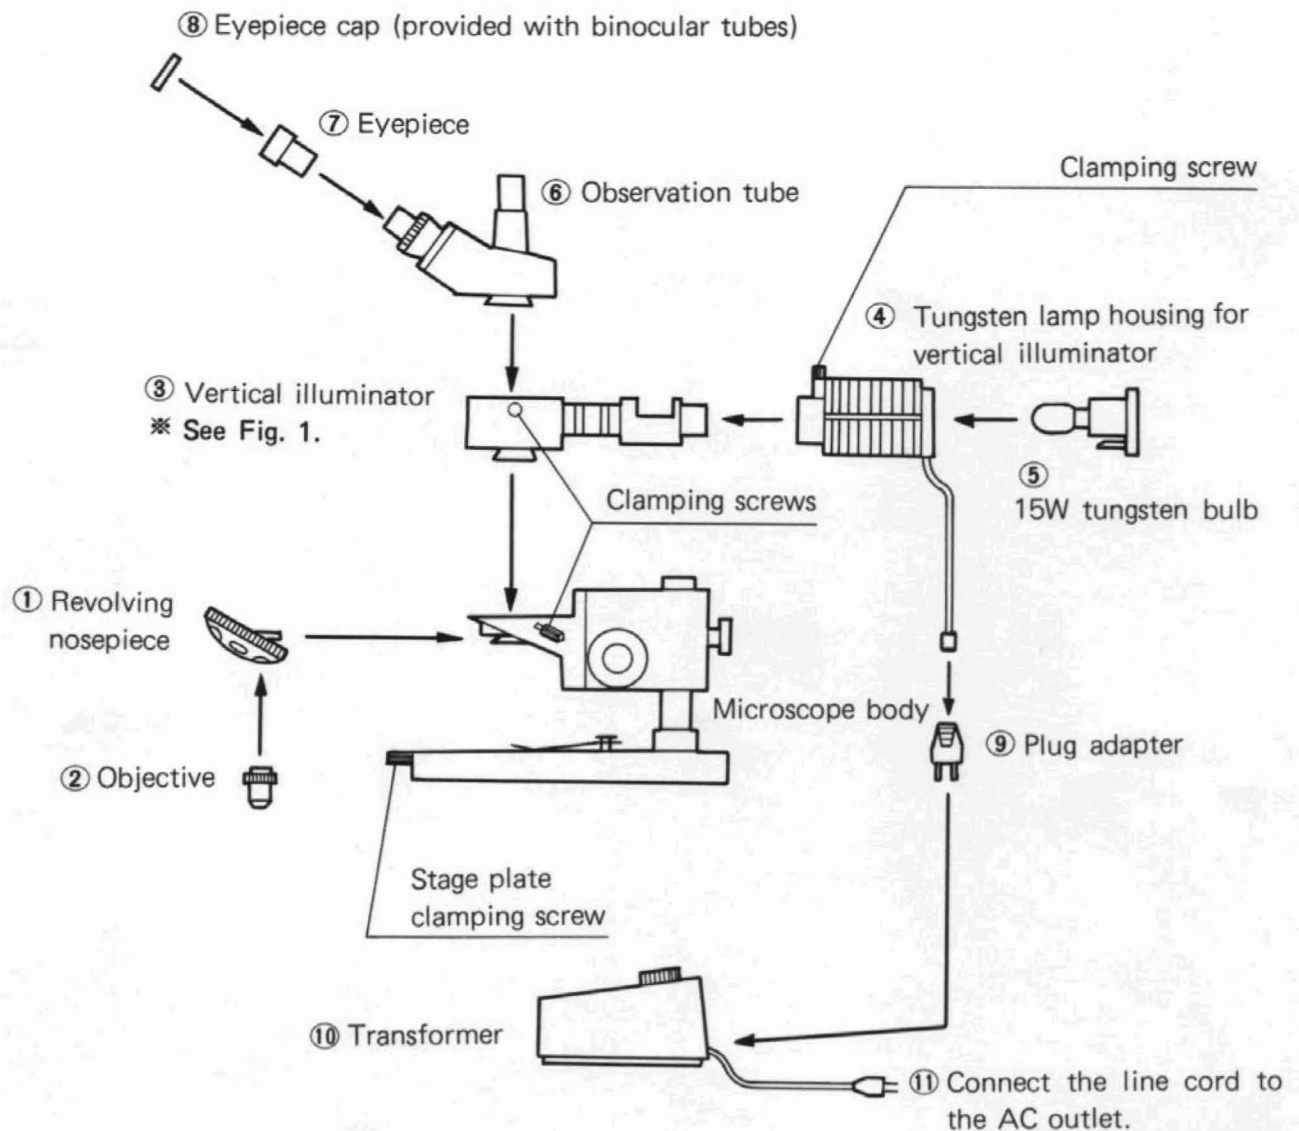 ⑧ Eyepiece cap (provided with binocular tubes)
⑦ Eyepiece
Clamping screw
⑥ Observation tube
④ Tungsten lamp housing for
vertical illuminator
③ Vertical illuminator
※ See Fig. 1.
⑤
15W tungsten bulb
Clamping screws
① Revolving
nosepiece
Microscope body
⑨ Plug adapter
② Objective
Stage plate
clamping screw
⑩ Transformer
⑪ Connect the line cord to
the AC outlet.